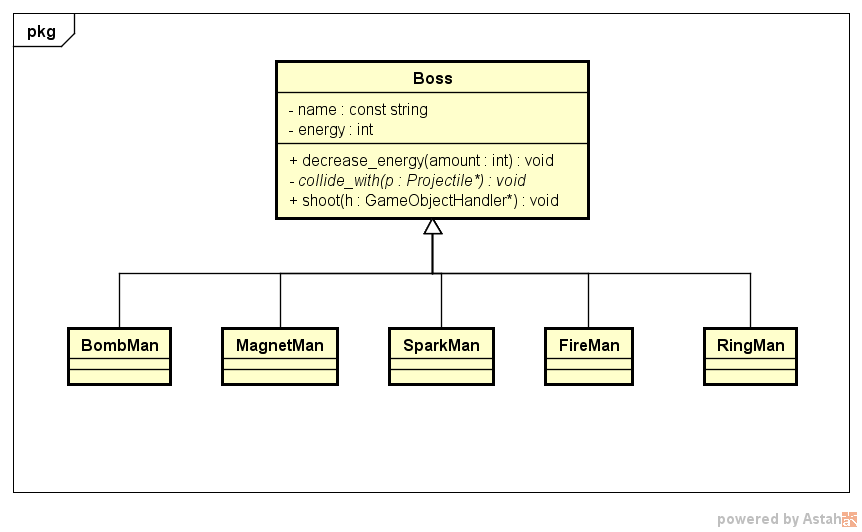 pkg
Boss
- name : const string
- energy : int
+ decrease_energy(amount : int) : void
- collide_with(p : Projectile*) : void
+ shoot(h : GameObjectHandler*) : void
BombMan
MagnetMan
SparkMan
FireMan
RingMan
powered by Astah